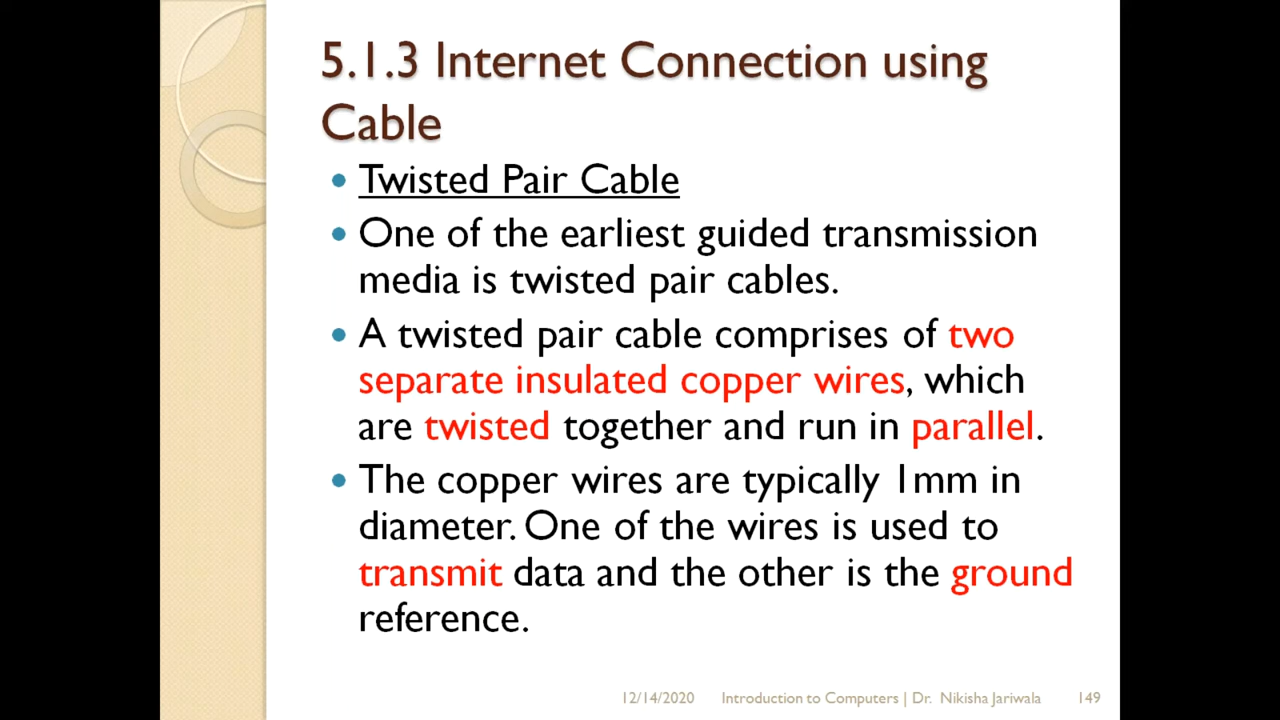 5.1.3 Internet Connection using
Cable
• Twisted Pair Cable
• One of the earliest guided transmission
media is twisted pair cables.
• A twisted pair cable comprises of two
separate insulated copper wires, which
are twisted together and run in parallel.
• The copper wires are typically 1mm in
diameter. One of the wires is used to
transmit data and the other is the ground
reference.
12/14/2020 Introduction to Computers | Dr. Nikisha Jariwala 149